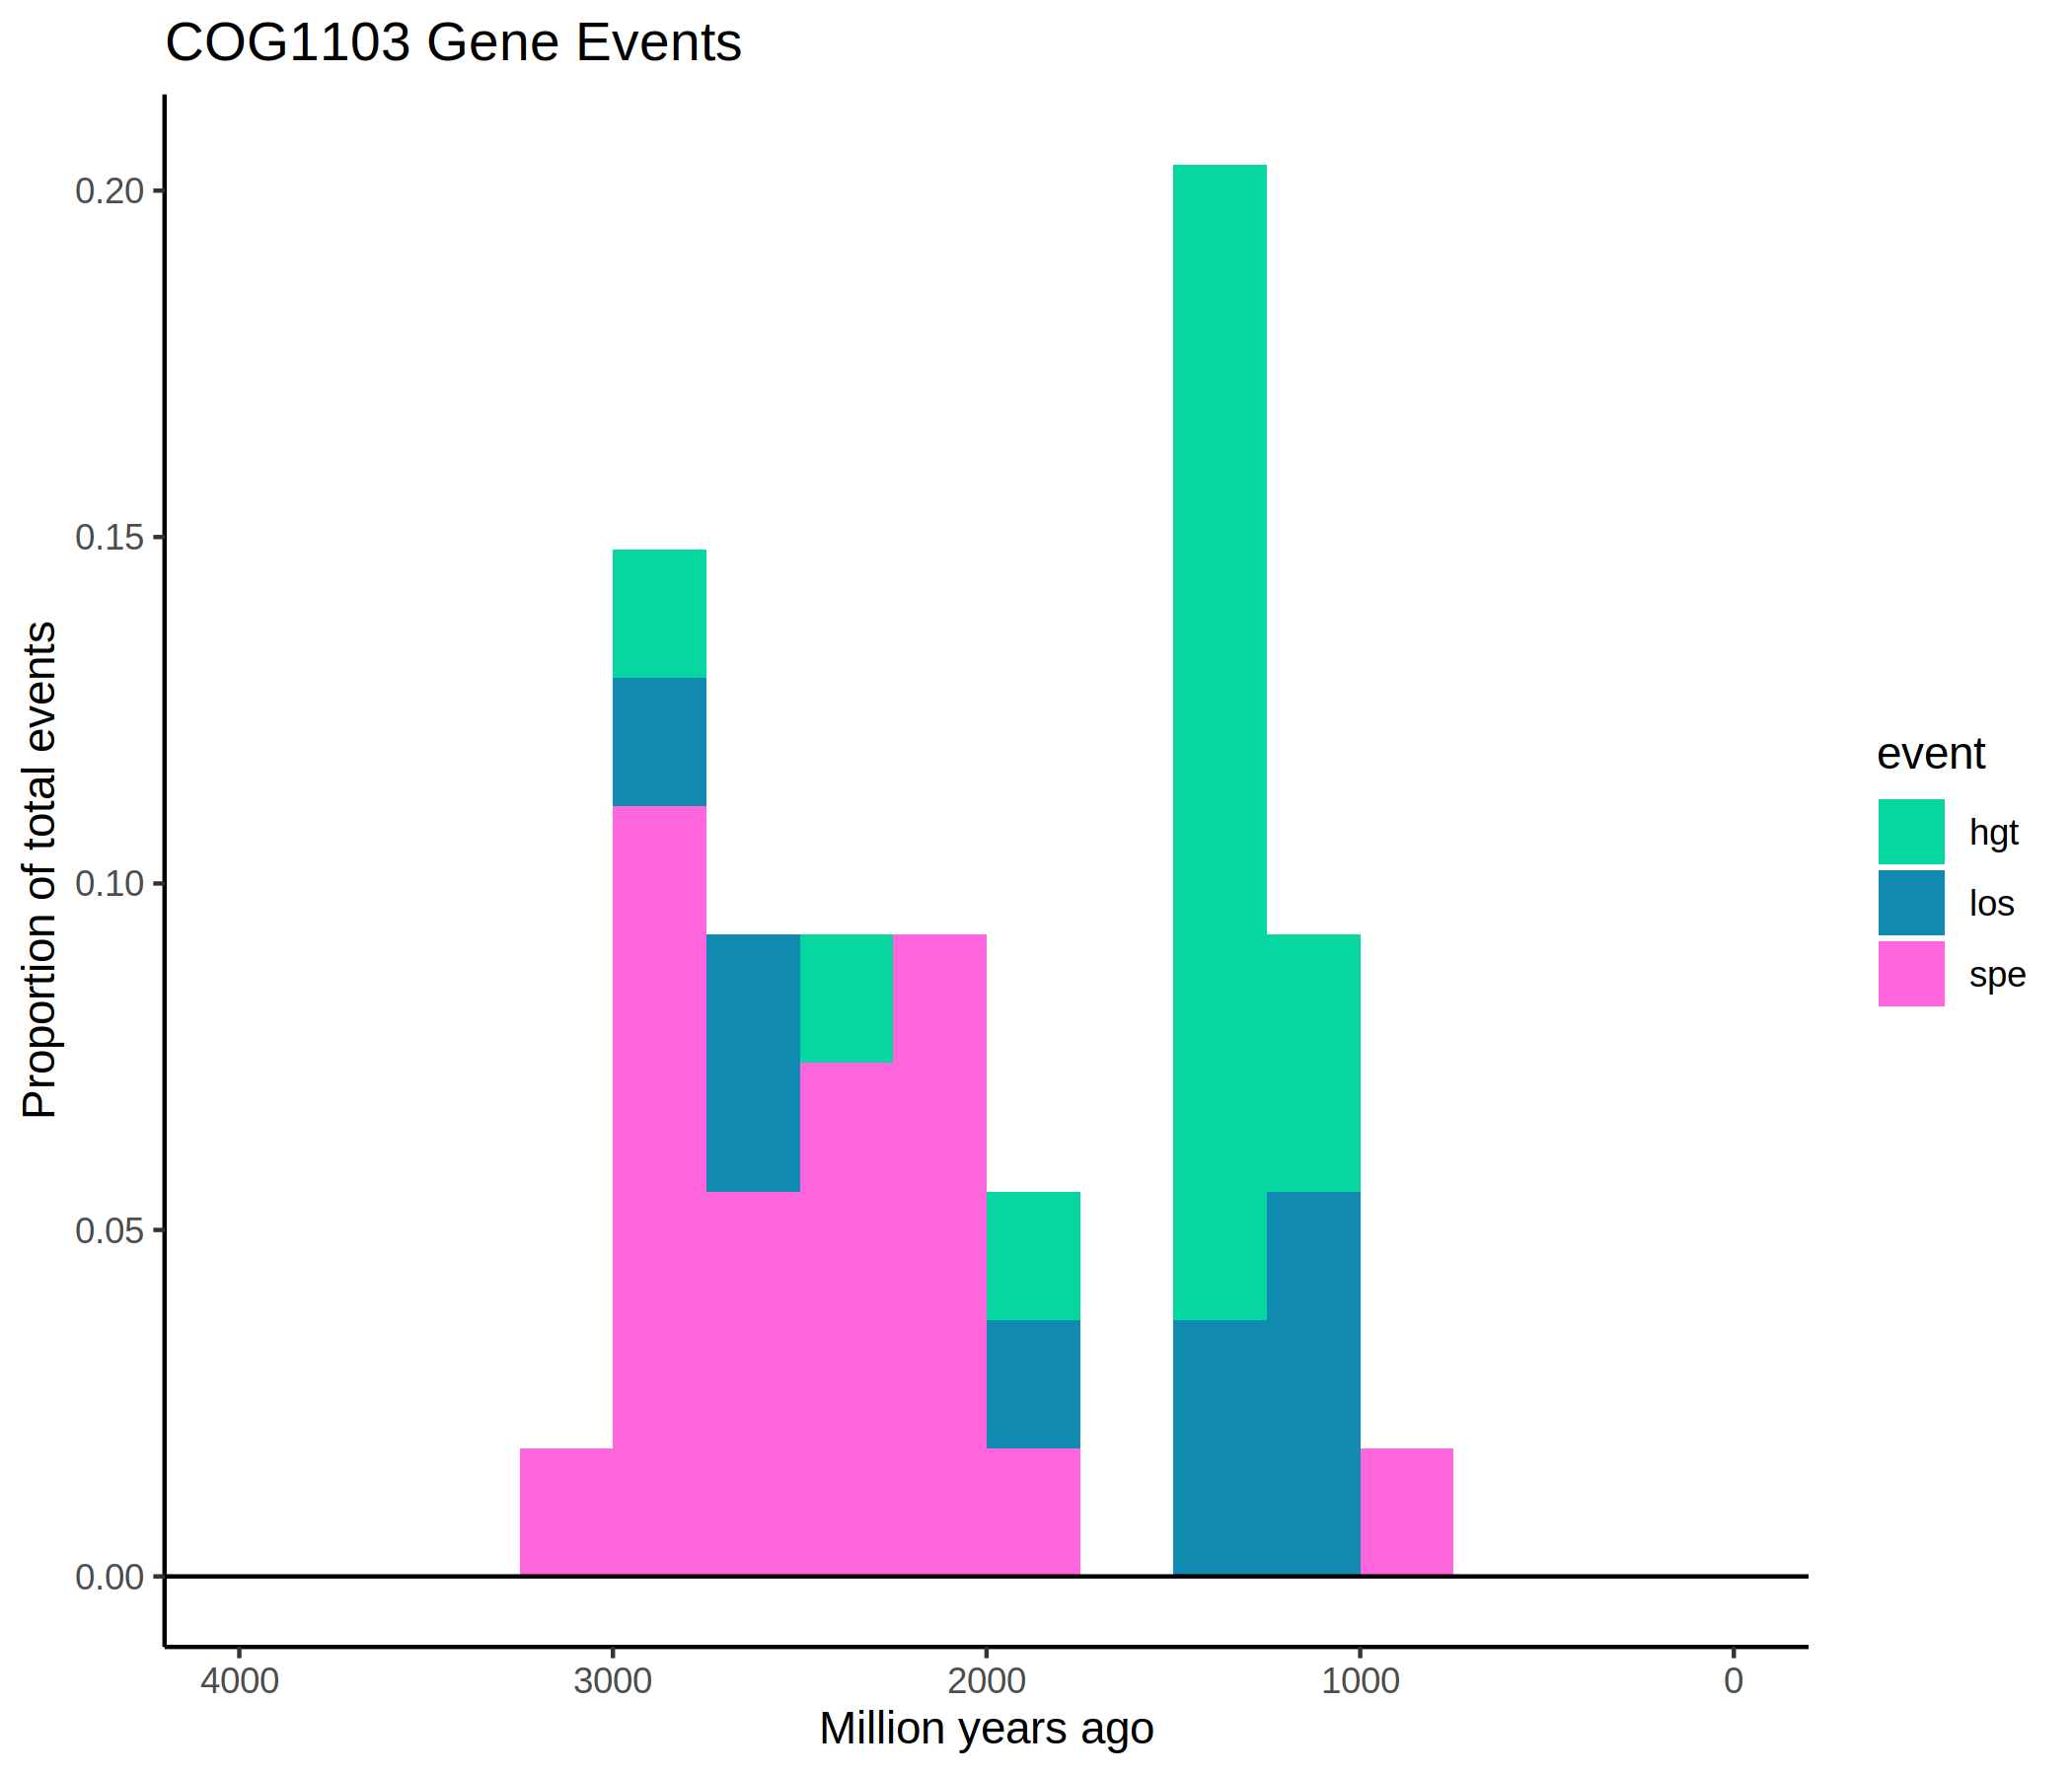 COG1103 Gene Events
Proportion of total events
0.20
0.15
0.10
0.05
0.00
4000 3000 2000 1000 0
Million years ago
event
hgt
los
spe